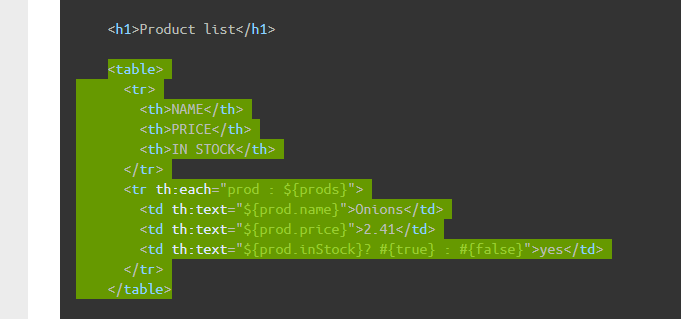 <h1>Product list</h1>
<table>
<tr>
<th>NAME</th>
<th>PRICE</th>
<th>IN STOCK</th>
</tr>
<tr th:each="prod : ${prods}">
<td th:text="${prod.name}">Onions</td>
<td th:text="${prod.price}">2.41</td>
<td th:text="${prod.inStock}? #{true} : #{false}">yes</td>
</tr>
</table>